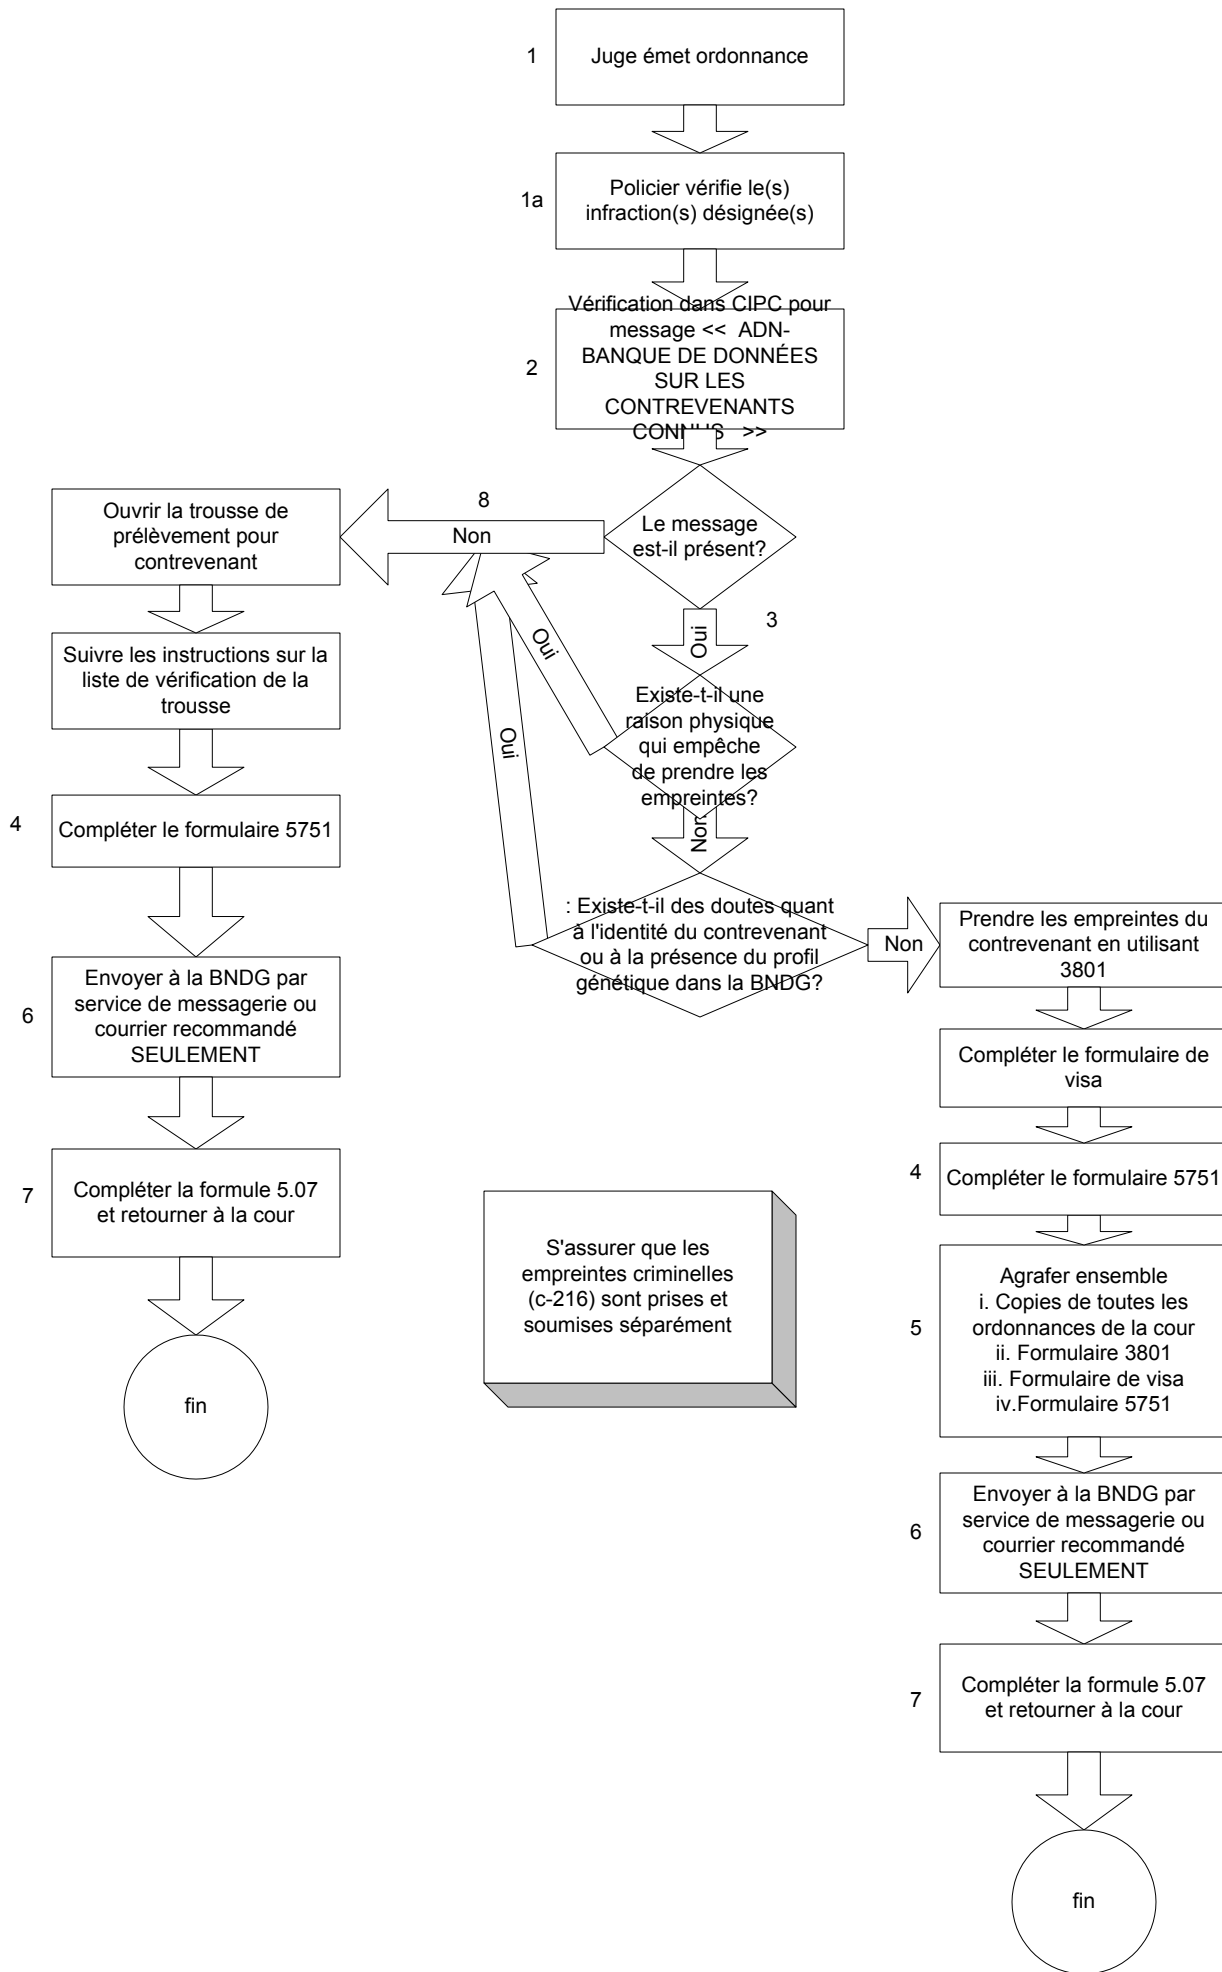 1
Juge émet ordonnance
1a
Policier vérifie le(s)
infraction(s) désignée(s)
2
Vérification dans CIPC pour
message << ADN-
BANQUE DE DONNÉES
SUR LES
CONTREVENANTS
CONNUS >>
Le message
est-il présent?
8
Non
3
Oui
Existe-t-il une
raison physique
qui empêche
de prendre les
empreintes?
Oui
Non
: Existe-t-il des doutes quant
à l'identité du contrevenant
ou à la présence du profil
génétique dans la BNDG?
Oui
Non
Ouvrir la trousse de
prélèvement pour
contrevenant
Suivre les instructions sur la
liste de vérification de la
trousse
4
Compléter le formulaire 5751
6
Envoyer à la BNDG par
service de messagerie ou
courrier recommandé
SEULEMENT
7
Compléter la formule 5.07
et retourner à la cour
fin
S'assurer que les
empreintes criminelles
(c-216) sont prises et
soumises séparément
Prendre les empreintes du
contrevenant en utilisant
3801
Compléter le formulaire de
visa
4
Compléter le formulaire 5751
5
Agrafer ensemble
i. Copies de toutes les
ordonnances de la cour
ii. Formulaire 3801
iii. Formulaire de visa
iv.Formulaire 5751
6
Envoyer à la BNDG par
service de messagerie ou
courrier recommandé
SEULEMENT
7
Compléter la formule 5.07
et retourner à la cour
fin